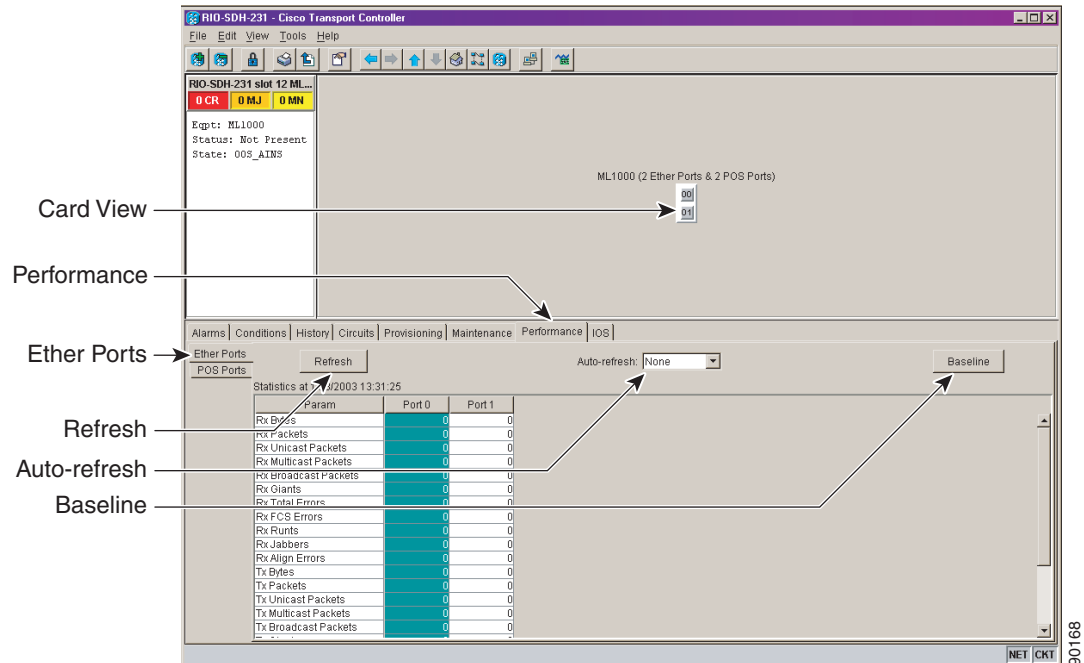 RIO-SDH-231 - Cisco Transport Controller
File Edit View Tools Help
RIO-SDH-231 slot 12 ML...
0 CR 0 MJ 0 MN
Eqpt: ML1000
Status: Not Present
State: OOS_AINS
ML1000 (2 Ether Ports & 2 POS Ports)
00
01
Card View
Performance
Alarms Conditions History Circuits Provisioning Maintenance Performance IOS
Ether Ports
Ether Ports
POS Ports
Refresh
Auto-refresh: None
Baseline
Statistics at 13:31:25
Param Port 0 Port 1
Rx Bytes 0 0
Rx Packets 0 0
Rx Unicast Packets 0 0
Rx Multicast Packets 0 0
Rx Broadcast Packets 0 0
Rx Giants 0 0
Rx Total Errors 0 0
Rx FCS Errors 0 0
Rx Runts 0 0
Rx Jabbers 0 0
Rx Align Errors 0 0
Tx Bytes 0 0
Tx Packets 0 0
Tx Unicast Packets 0 0
Tx Multicast Packets 0 0
Tx Broadcast Packets 0 0
Refresh
Auto-refresh
Baseline
NET CKT
90168